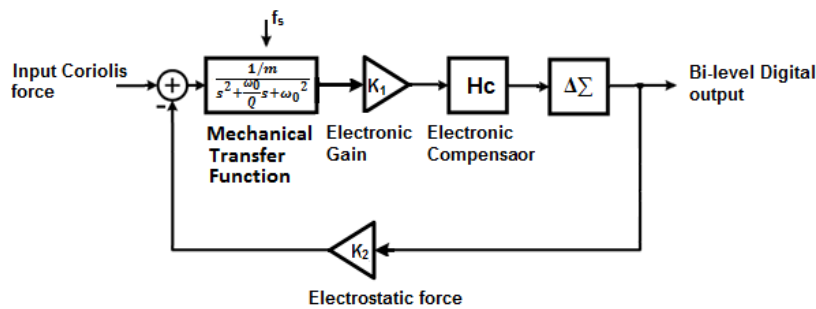 fs
Input Coriolis
force
+
-
1/m
s²+ω0/Q s+ω0²
K1
Hc
ΔΣ
Bi-level Digital
output
Mechanical
Transfer
Function
Electronic
Gain
Electronic
Compensaor
K2
Electrostatic force